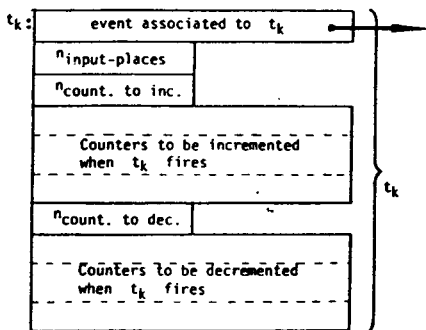 t_k: event associated to t_k
n_input-places
n_count. to inc.
Counters to be incremented
when t_k fires
t_k
n_count. to dec.
Counters to be decremented
when t_k fires